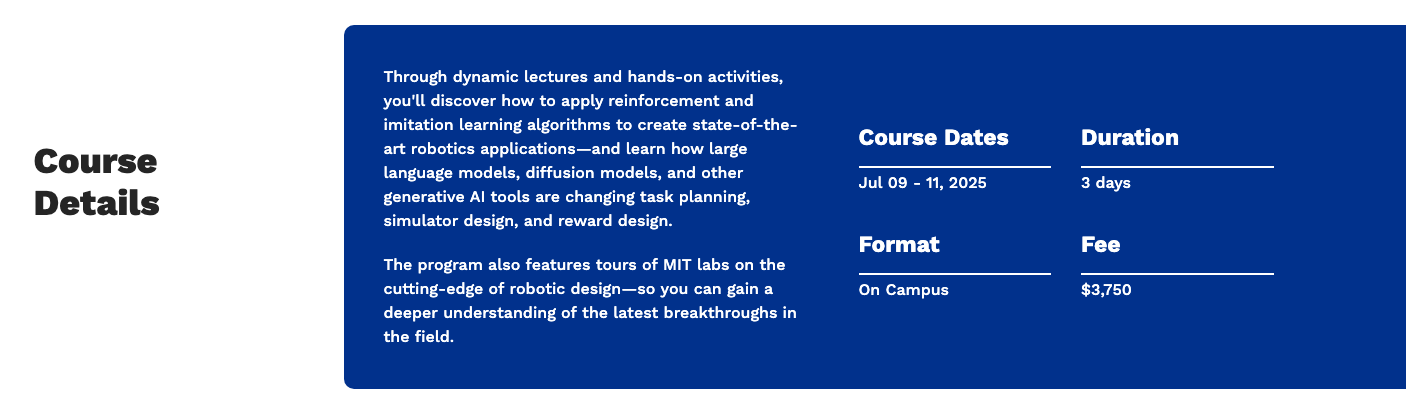 Course
Details
Through dynamic lectures and hands-on activities,
you'll discover how to apply reinforcement and
imitation learning algorithms to create state-of-the-
art robotics applications—and learn how large
language models, diffusion models, and other
generative AI tools are changing task planning,
simulator design, and reward design.
The program also features tours of MIT labs on the
cutting-edge of robotic design—so you can gain a
deeper understanding of the latest breakthroughs in
the field.
Course Dates
Jul 09 - 11, 2025
Duration
3 days
Format
On Campus
Fee
$3,750